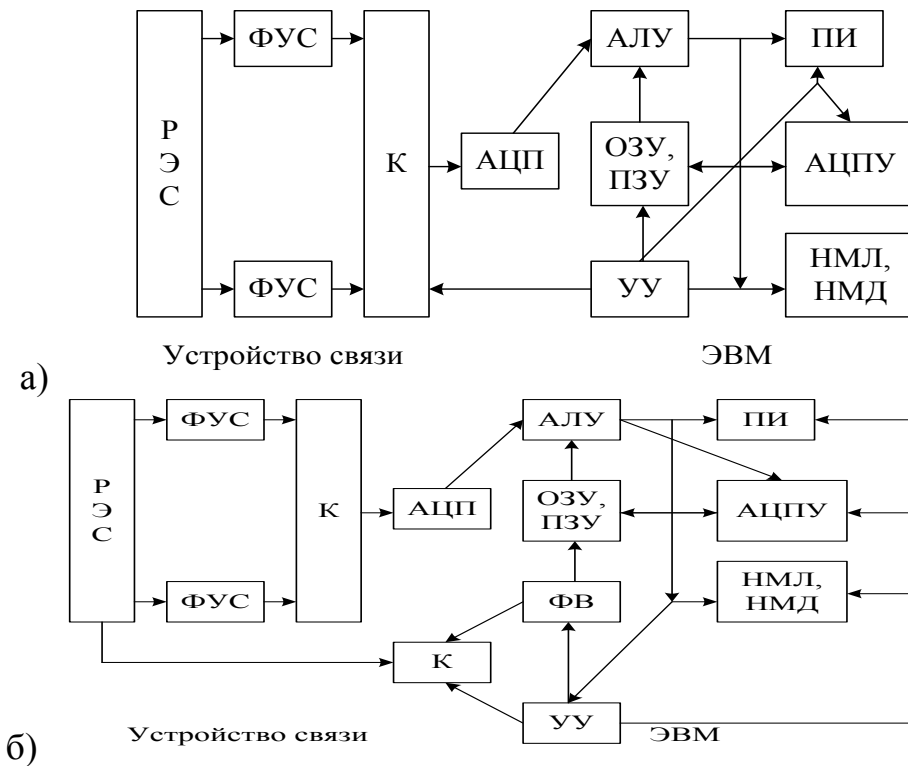 ФУС
АЛУ
ПИ
Р
Э
С
К
АЦП
ОЗУ,
ПЗУ
АЦПУ
ФУС
УУ
НМЛ,
НМД
Устройство связи
ЭВМ
а)
ФУС
АЛУ
ПИ
Р
Э
С
К
АЦП
ОЗУ,
ПЗУ
АЦПУ
ФУС
ФВ
НМЛ,
НМД
К
УУ
Устройство связи
ЭВМ
б)